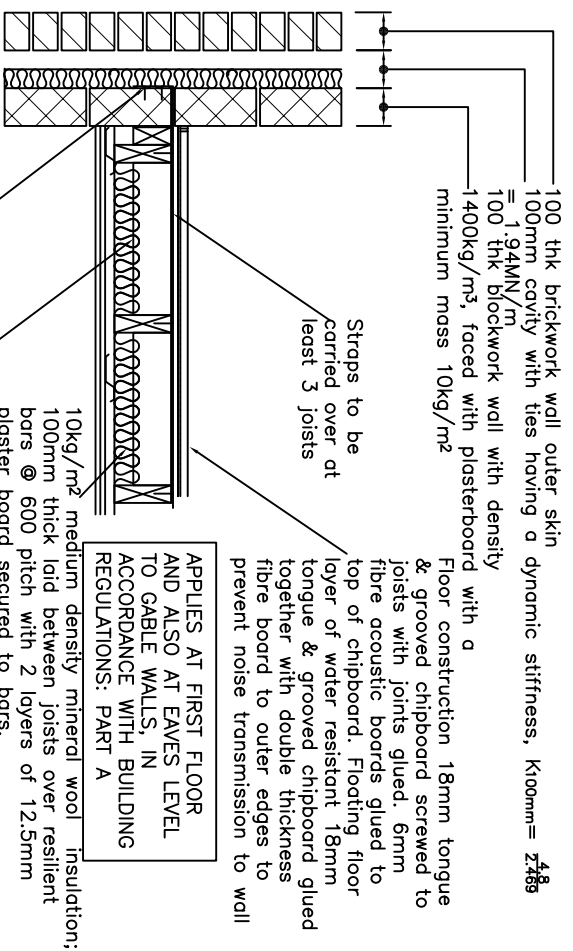 100 thk brickwork wall outer skin
100mm cavity with ties having a dynamic stiffness, K100mm= 4.8
2.469
= 1.94MN/m
100 thk blockwork wall with density
1400kg/m³, faced with plasterboard with a
minimum mass 10kg/m²
Straps to be
carried over at
least 3 joists
Floor construction 18mm tongue
& grooved chipboard screwed to
joists with joints glued. 6mm
fibre acoustic boards glued to
top of chipboard. Floating floor
layer of water resistant 18mm
tongue & grooved chipboard glued
together with double thickness
fibre board to outer edges to
prevent noise transmission to wall
APPLIES AT FIRST FLOOR
AND ALSO AT EAVES LEVEL
TO GABLE WALLS, IN
ACCORDANCE WITH BUILDING
REGULATIONS: PART A
10kg/m² medium density mineral wool insulation;
100mm thick laid between joists over resilient
bars @ 600 pitch with 2 layers of 12.5mm
plaster board secured to bars.